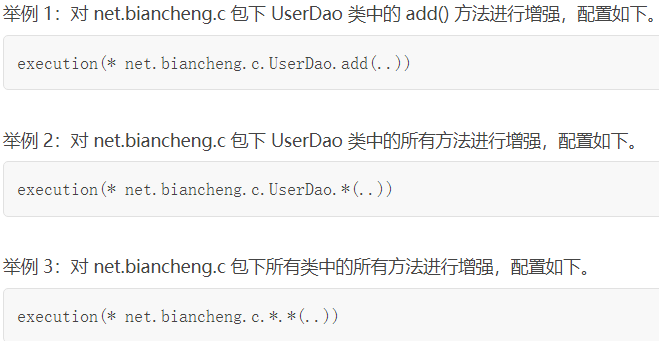 举例 1：对 net.biancheng.c 包下 UserDao 类中的 add() 方法进行增强，配置如下。
execution(* net.biancheng.c.UserDao.add(..))
举例 2：对 net.biancheng.c 包下 UserDao 类中的所有方法进行增强，配置如下。
execution(* net.biancheng.c.UserDao.*(..))
举例 3：对 net.biancheng.c 包下所有类中的所有方法进行增强，配置如下。
execution(* net.biancheng.c.*.*(..))